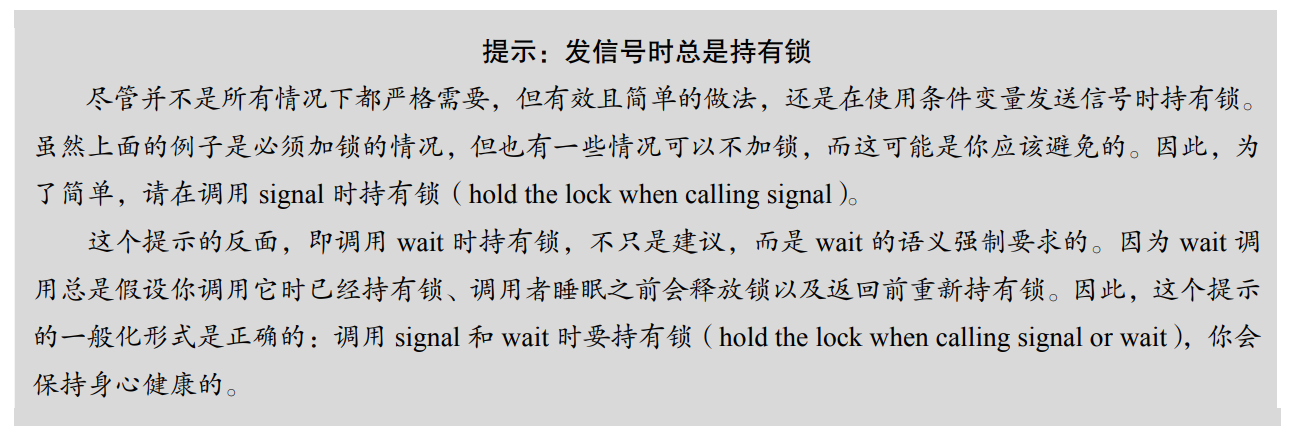 提示：发信号时总是持有锁
尽管并不是所有情况下都严格需要，但有效且简单的做法，还是在使用条件变量发送信号时持有锁。
虽然上面的例子是必须加锁的情况，但也有一些情况可以不加锁，而这可能是你应该避免的。因此，为
了简单，请在调用 signal 时持有锁（hold the lock when calling signal）。
这个提示的反面，即调用 wait 时持有锁，不只是建议，而是 wait 的语义强制要求的。因为 wait 调
用总是假设你调用它时已经持有锁、调用者睡眠之前会释放锁以及返回前重新持有锁。因此，这个提示
的一般化形式是正确的：调用 signal 和 wait 时要持有锁（hold the lock when calling signal or wait），你会
保持身心健康的。